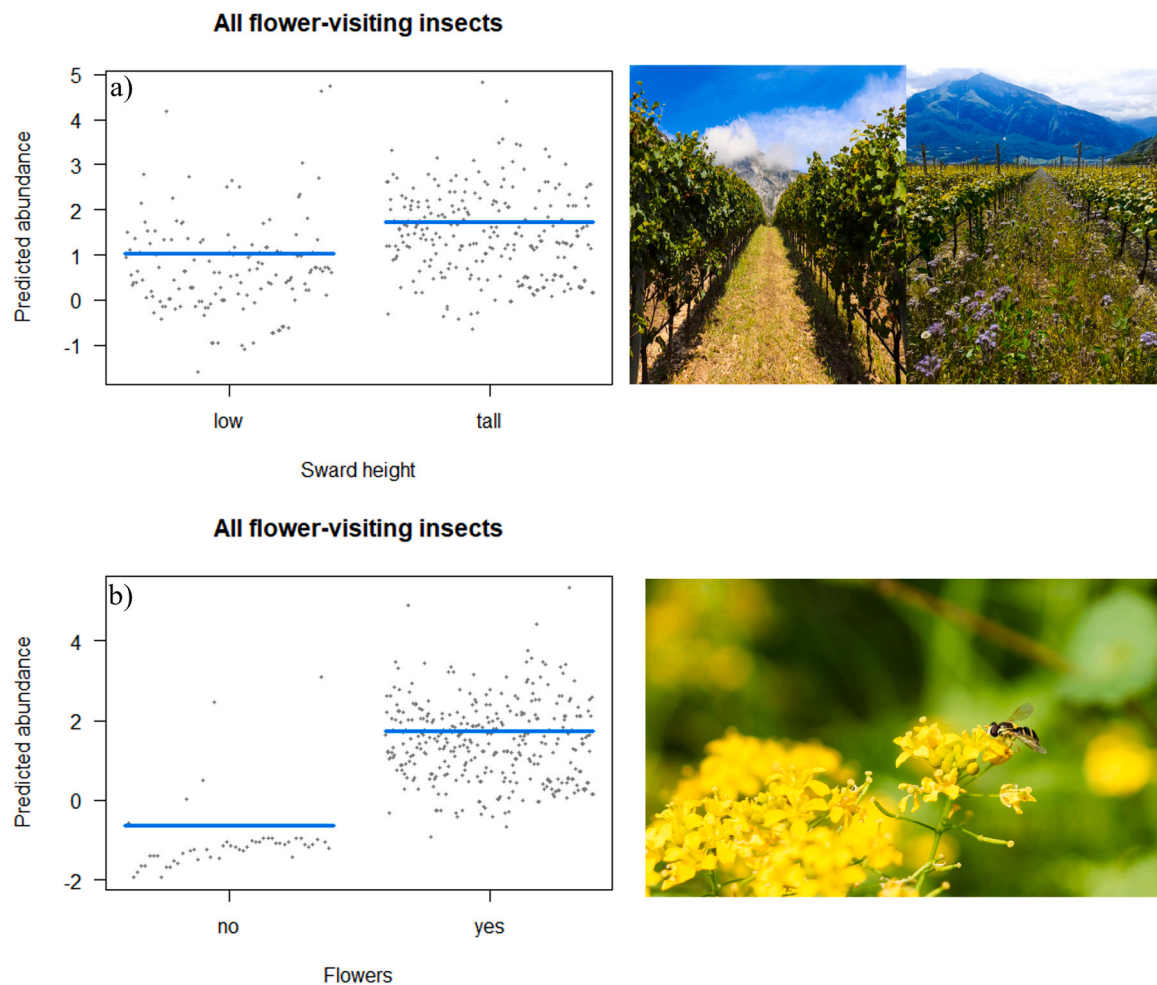 All flower-visiting insects
a)
Predicted abundance
5
4
3
2
1
0
-1
low tall
Sward height
All flower-visiting insects
b)
Predicted abundance
4
2
0
-2
no yes
Flowers